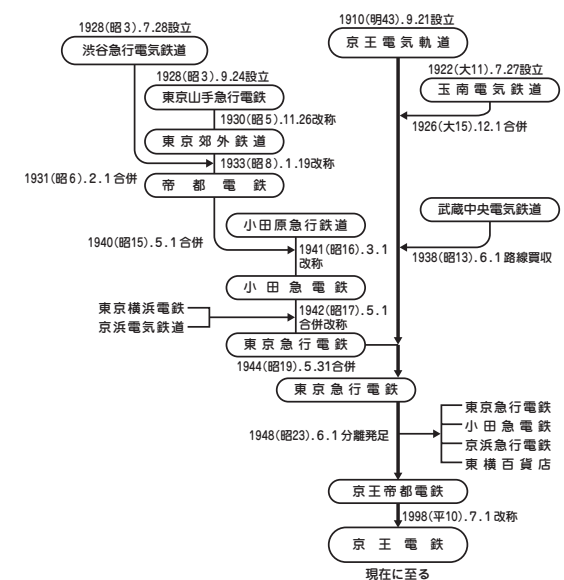 1928(昭3).7.28設立
渋谷急行電気鉄道
1928(昭3).9.24設立
東京山手急行電鉄
1930(昭5).11.26改称
東京郊外鉄道
1933(昭8).1.19改称
1931(昭6).2.1合併
帝都電鉄
1940(昭15).5.1合併
小田原急行鉄道
1941(昭16).3.1
改称
小田急電鉄
東京横浜電鉄
京浜電気鉄道
1942(昭17).5.1
合併改称
東京急行電鉄
1910(明43).9.21設立
京王電気軌道
1922(大11).7.27設立
玉南電気鉄道
1926(大15).12.1合併
武蔵中央電気鉄道
1938(昭13).6.1路線買収
1944(昭19).5.31合併
東京急行電鉄
1948(昭23).6.1分離発足
東京急行電鉄
小田急電鉄
京浜急行電鉄
東横百貨店
京王帝都電鉄
1998(平10).7.1改称
京王電鉄
現在に至る